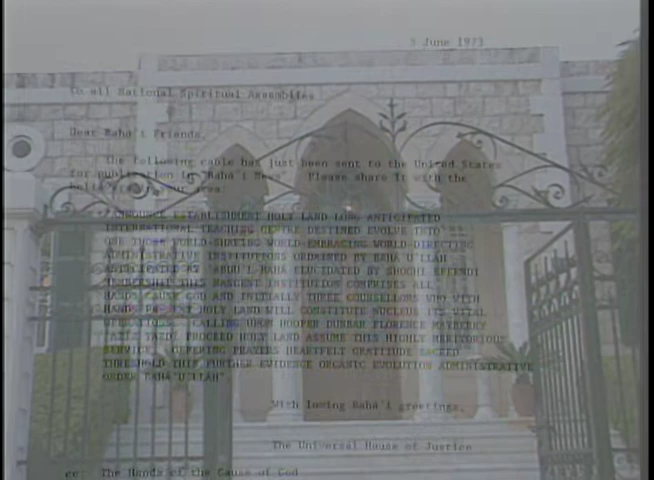 June 1973
To all National Spiritual Assemblies
Dear Bahá'í Friends,
The following cable has just been sent to the United States
for publication in "Bahá'í News". Please share it with the
your area:
ANNOUNCE ESTABLISHMENT HOLY LAND LONG ANTICIPATED
INTERNATIONAL TEACHING CENTRE DESTINED EVOLVE INTO
ONE THOSE WORLD-SHAKING WORLD-EMBRACING WORLD-DIRECTING
ADMINISTRATIVE INSTITUTIONS ORDAINED BY BAHÁ'U'LLÁH
ANTICIPATED BY 'ABDU'L-BAHÁ ELUCIDATED BY SHOGHI EFFENDI
MEMBERSHIP THIS NASCENT INSTITUTION COMPRISES ALL
HANDS CAUSE GOD AND INITIALLY THREE COUNSELLORS WHO WITH
HANDS PRESENT HOLY LAND WILL CONSTITUTE NUCLEUS ITS VITAL
OPERATIONS. CALLING UPON HOOPER DUNBAR FLORENCE MAYBERRY
YARDI PROCEED HOLY LAND ASSUME THIS HIGHLY MERITORIOUS
SERVICE. OFFERING PRAYERS HEARTFELT GRATITUDE SACRED
THRESHOLD THIS FURTHER EVIDENCE ORGANIC EVOLUTION ADMINISTRATIVE
ORDER BAHÁ'U'LLÁH"
With loving Bahá'í greetings,
The Universal House of Justice
cc: The Hands of the Cause of God